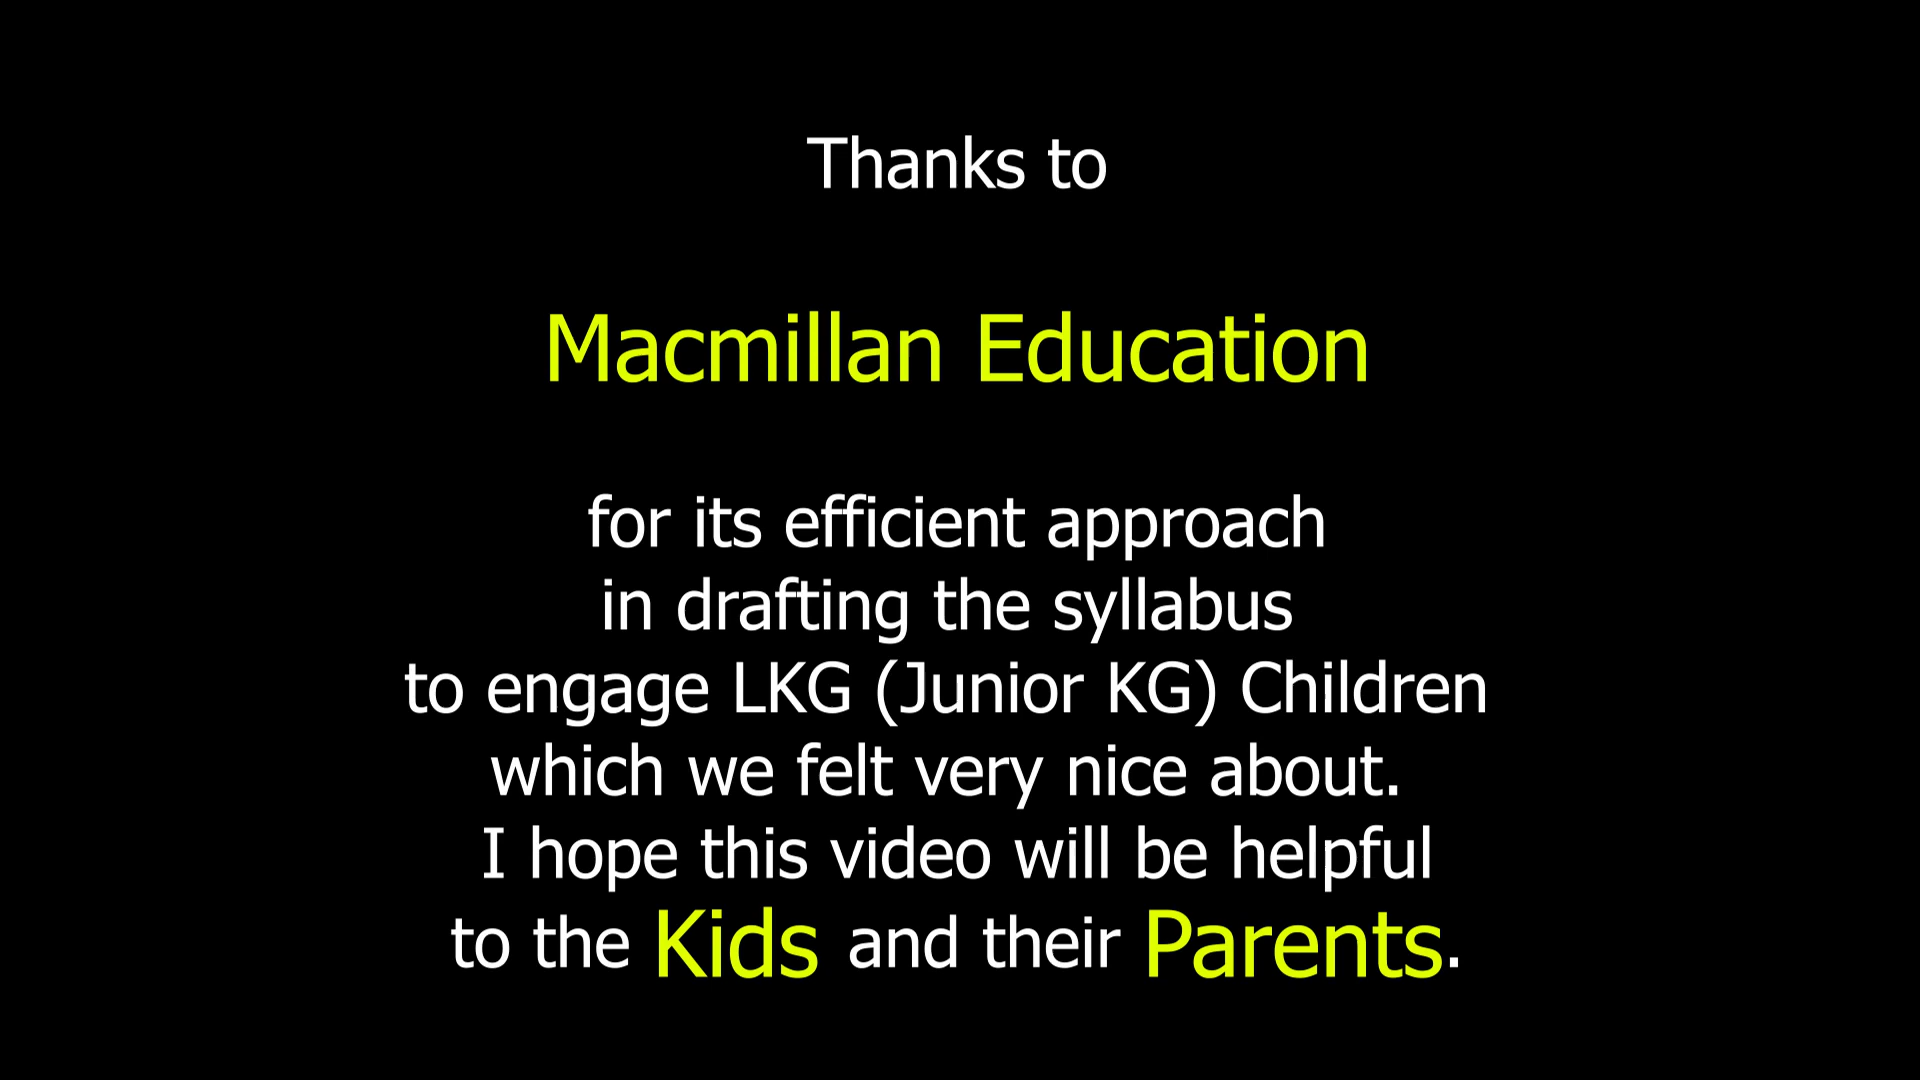 Thanks to
Macmillan Education
for its efficient approach
in drafting the syllabus
to engage LKG (Junior KG) Children
which we felt very nice about.
I hope this video will be helpful
to the Kids and their Parents.